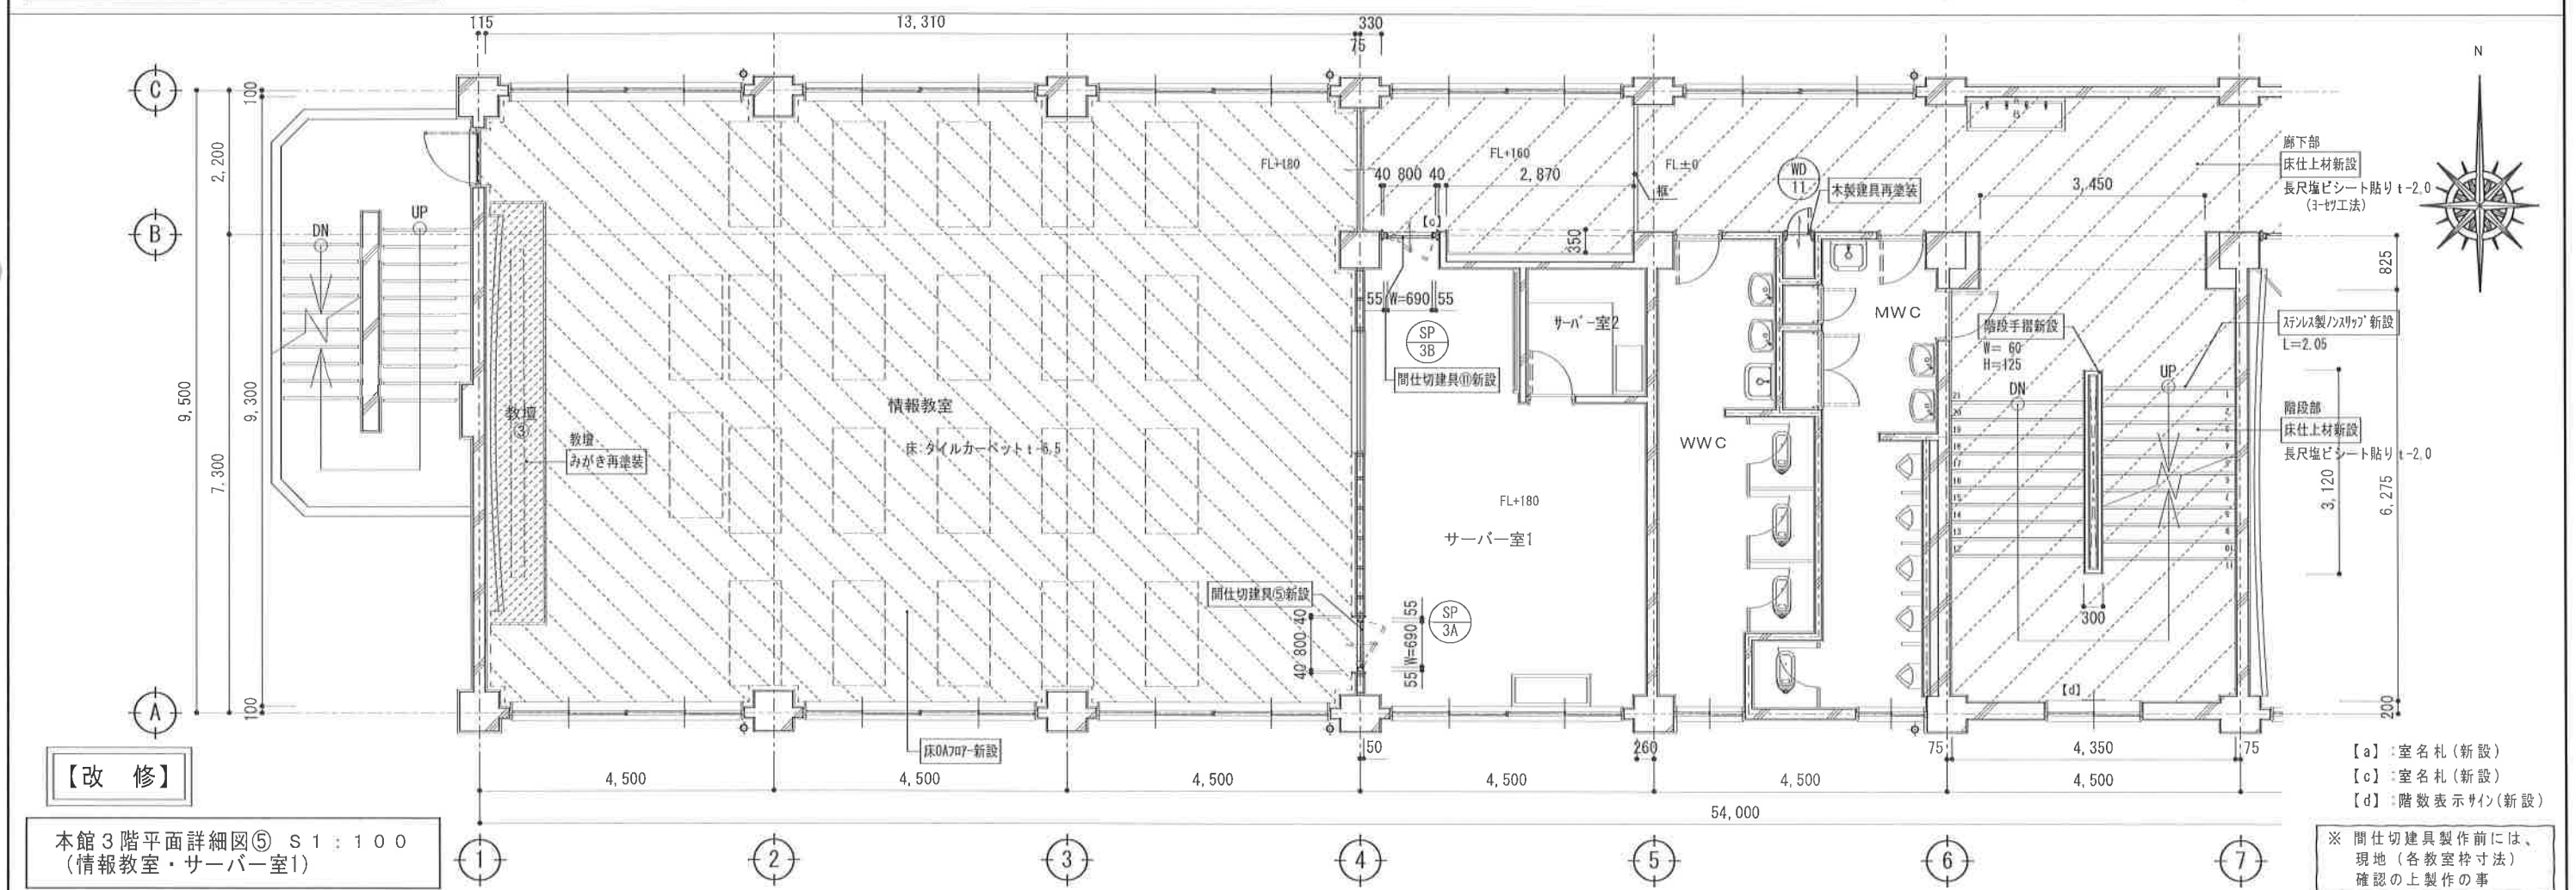 115
13,310
330
75
N
C
B
A
100
2,200
9,500
9,300
7,300
100
DN
UP
FL+180
FL+160
FL±0
40 800 40
2,870
框
【c】
350
WD
11
木製建具再塗装
3,450
廊下部
床仕上材新設
長尺塩ビシート貼り t-2.0
825
55 W=690 55
SP
3B
間仕切建具⑪新設
サーバー室2
MWC
WWC
階段手摺新設
W= 60
H=125
ステンレス製ノンスリップ新設
L=2.05
DN
UP
階段部
床仕上材新設
長尺塩ビシート貼り t-2.0
3,120
6,275
教壇
③
教壇
みがき再塗装
情報教室
床:タイルカーペット t-6.5
FL+180
サーバー室1
間仕切建具⑤新設
40 800 40
55 W=690 55
SP
3A
300
【d】
200
床OAフロアー新設
50
260
75
4,350
75
4,500
4,500
4,500
4,500
4,500
4,500
54,000
1
2
3
4
5
6
7
【改 修】
本館3階平面詳細図⑤ S1:100
(情報教室・サーバー室1)
【a】:室名札(新設)
【c】:室名札(新設)
【d】:階数表示サイン(新設)
※ 間仕切建具製作前には、
現地(各教室枠寸法)
確認の上製作の事